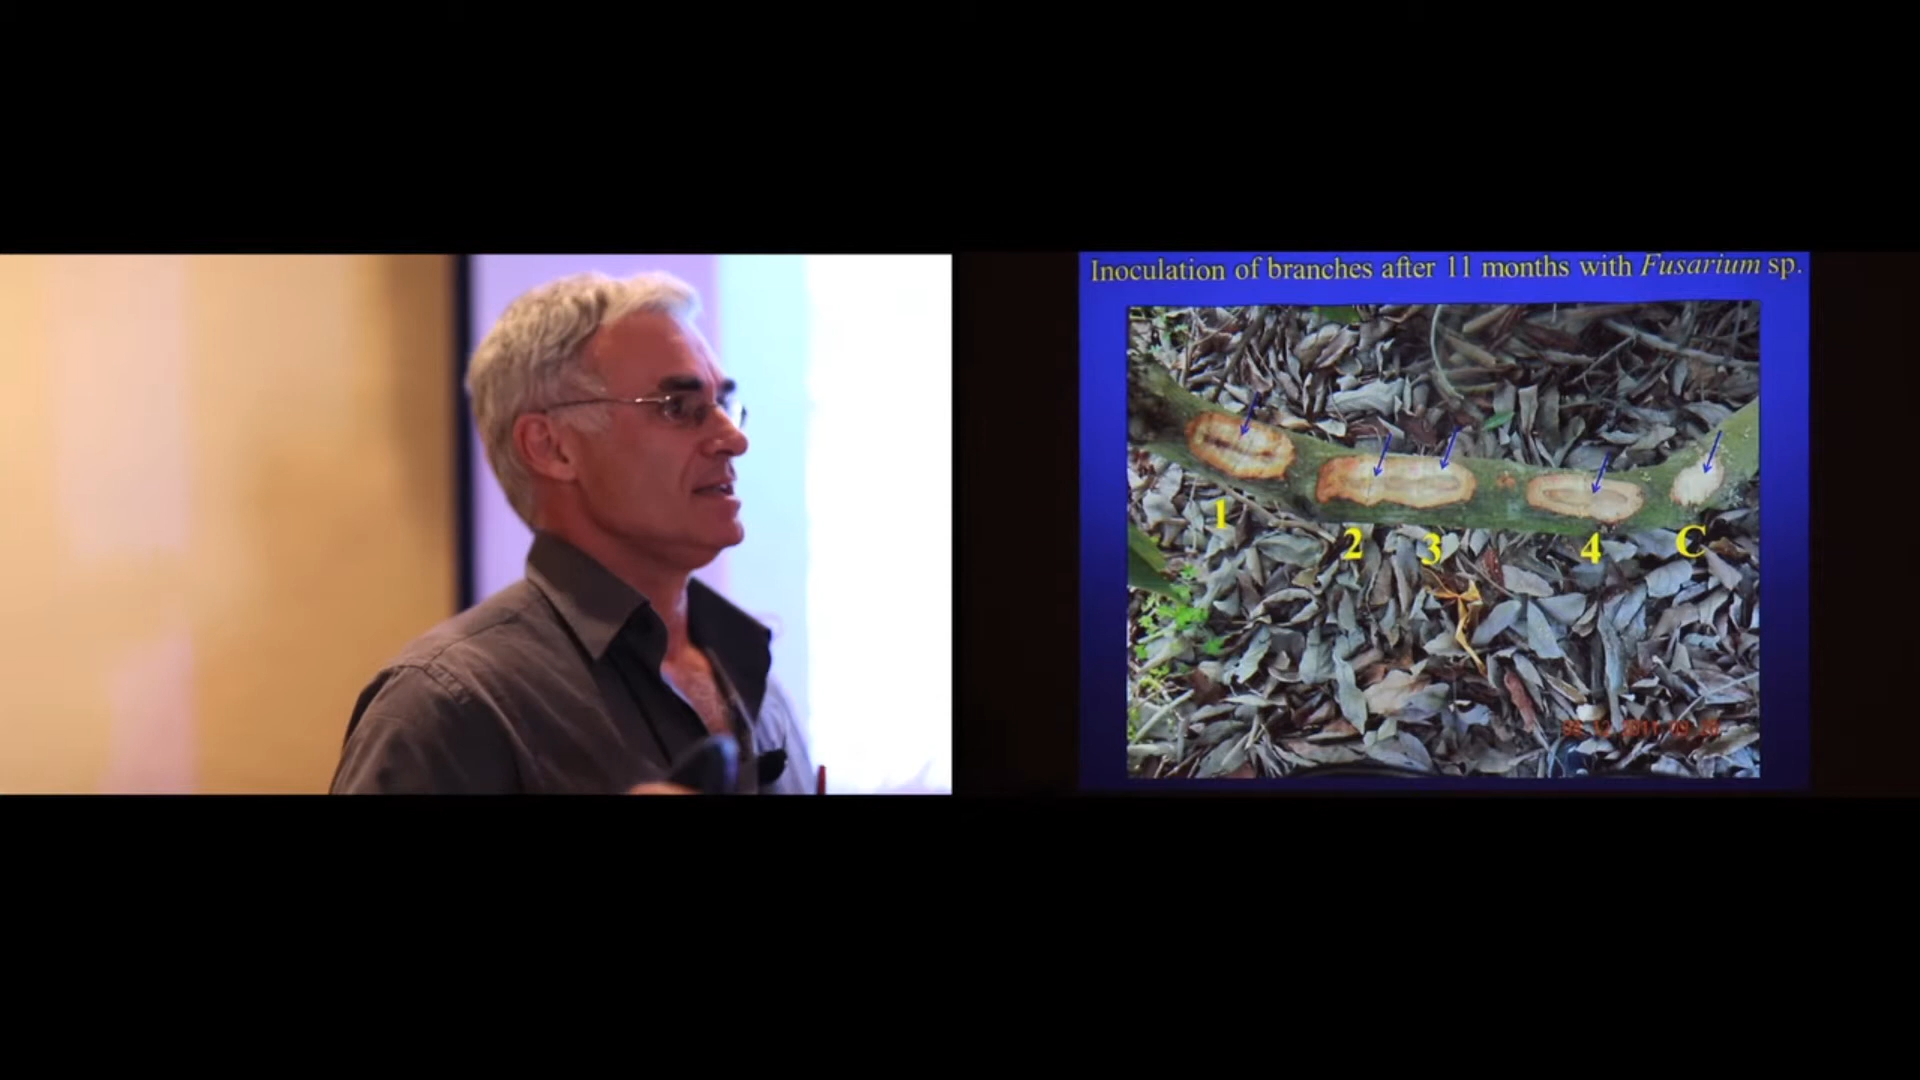 Inoculation of branches after 11 months with Fusarium sp.
1
2
3
4
C